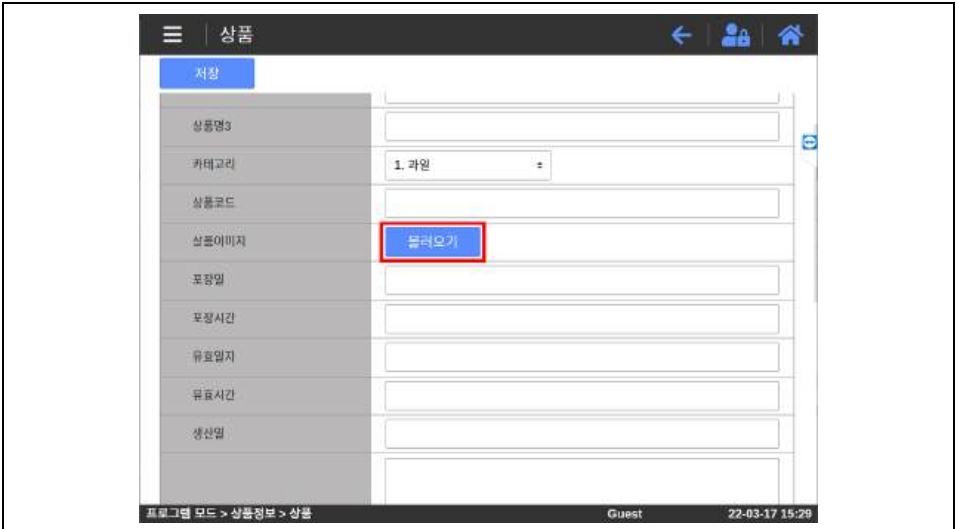 상품
저장
상품명3
카테고리
1. 과일
상품코드
상품이미지
불러오기
포장일
포장시간
유효일자
유효시간
생산일
프로그램 모드 > 상품정보 > 상품
Guest
22-03-17 15:29